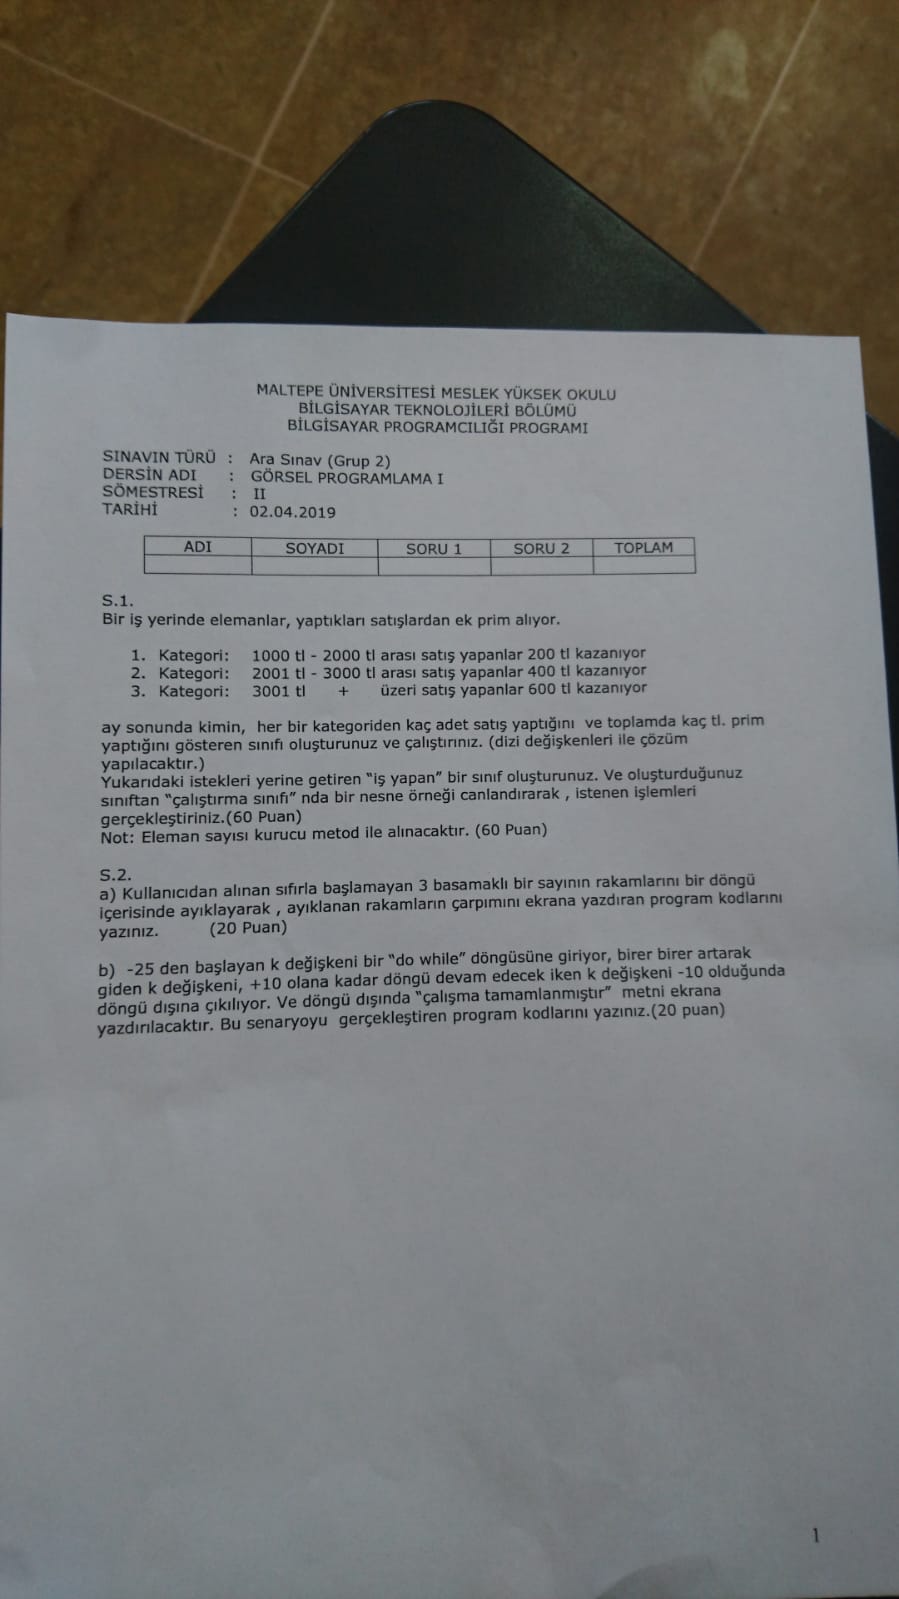 MALTEPE ÜNİVERSİTESİ MESLEK YÜKSEK OKULU
BİLGİSAYAR TEKNOLOJİLERİ BÖLÜMÜ
BİLGİSAYAR PROGRAMCILIĞI PROGRAMI
SINAVIN TÜRÜ : Ara Sınav (Grup 2)
DERSİN ADI : GÖRSEL PROGRAMLAMA I
SÖMESTRESİ : II
TARİHİ : 02.04.2019
ADI SOYADI SORU 1 SORU 2 TOPLAM
S.1.
Bir iş yerinde elemanlar, yaptıkları satışlardan ek prim alıyor.
1. Kategori: 1000 tl - 2000 tl arası satış yapanlar 200 tl kazanıyor
2. Kategori: 2001 tl - 3000 tl arası satış yapanlar 400 tl kazanıyor
3. Kategori: 3001 tl + üzeri satış yapanlar 600 tl kazanıyor
ay sonunda kimin, her bir kategoriden kaç adet satış yaptığını ve toplamda kaç tl. prim
yaptığını gösteren sınıfı oluşturunuz ve çalıştırınız. (dizi değişkenleri ile çözüm
yapılacaktır.)
Yukarıdaki istekleri yerine getiren "iş yapan" bir sınıf oluşturunuz. Ve oluşturduğunuz
sınıftan "çalıştırma sınıfı" nda bir nesne örneği canlandırarak , istenen işlemleri
gerçekleştiriniz.(60 Puan)
Not: Eleman sayısı kurucu metod ile alınacaktır. (60 Puan)
S.2.
a) Kullanıcıdan alınan sıfırla başlamayan 3 basamaklı bir sayının rakamlarını bir döngü
içerisinde ayıklayarak , ayıklanan rakamların çarpımını ekrana yazdıran program kodlarını
yazınız. (20 Puan)
b) -25 den başlayan k değişkeni bir "do while" döngüsüne giriyor, birer birer artarak
giden k değişkeni, +10 olana kadar döngü devam edecek iken k değişkeni -10 olduğunda
döngü dışına çıkılıyor. Ve döngü dışında "çalışma tamamlanmıştır" metni ekrana
yazdırılacaktır. Bu senaryoyu gerçekleştiren program kodlarını yazınız.(20 puan)
1